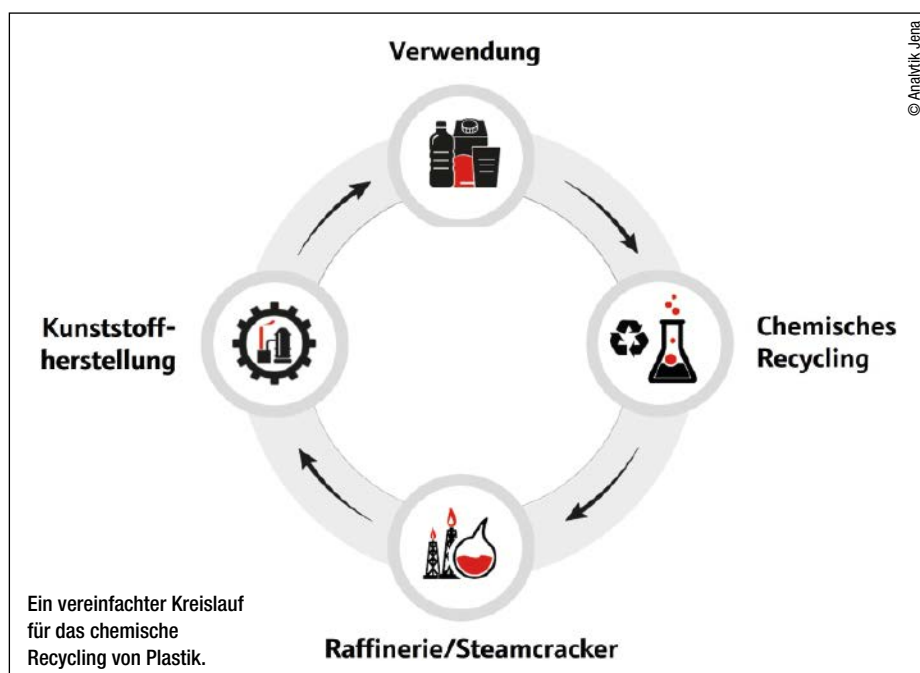 © Analytik Jena
Verwendung
Kunststoff-
herstellung
Chemisches
Recycling
Raffinerie/Steamcracker
Ein vereinfachter Kreislauf
für das chemische
Recycling von Plastik.